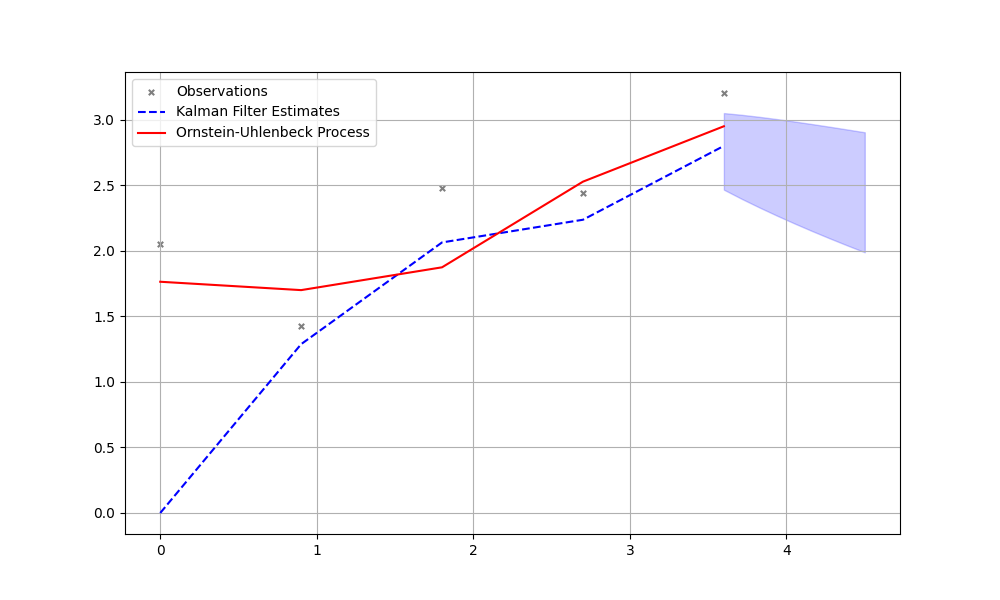 Observations
Kalman Filter Estimates
Ornstein-Uhlenbeck Process
3.0
2.5
2.0
1.5
1.0
0.5
0.0
0 1 2 3 4